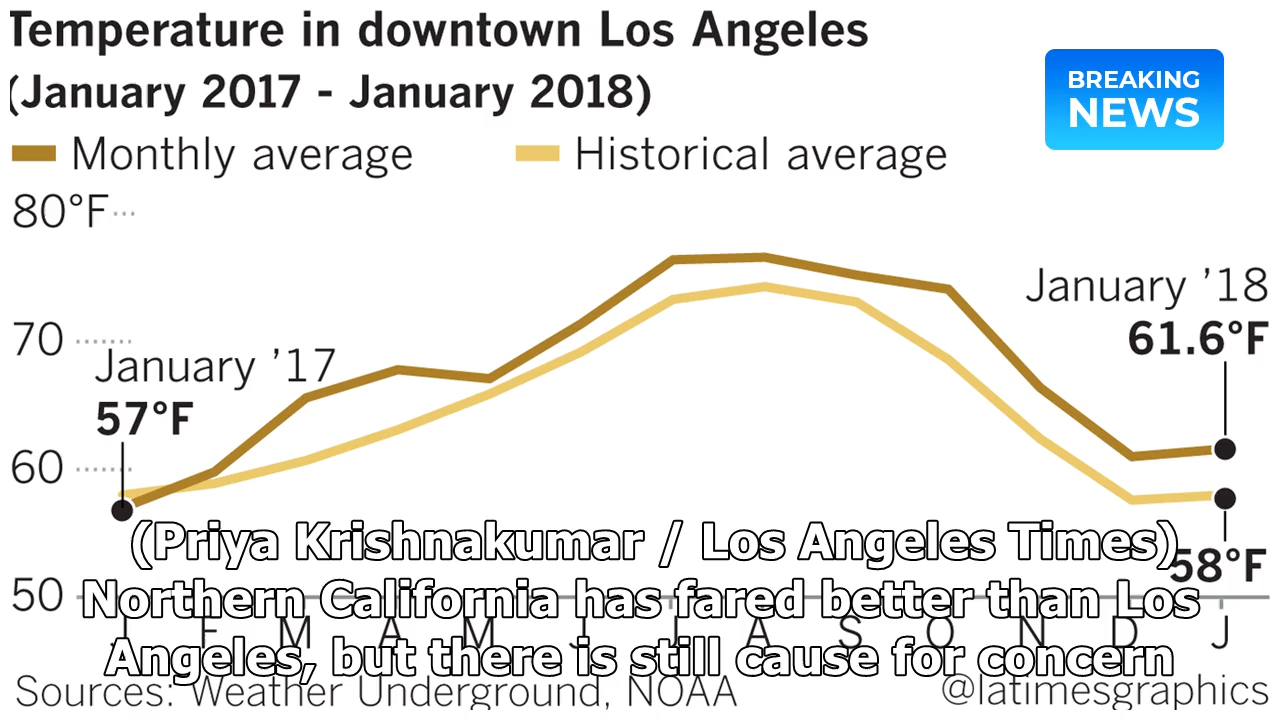 Temperature in downtown Los Angeles
(January 2017 - January 2018)
BREAKING
NEWS
Monthly average
Historical average
80°F
January ’18
61.6°F
70
January ’17
57°F
60
(Priya Krishnakumar / Los Angeles Times)
58°F
50
Northern California has fared better than Los
J F M A M J J A S O N D J
Angeles, but there is still cause for concern
Sources: Weather Underground, NOAA
@latimesgraphics